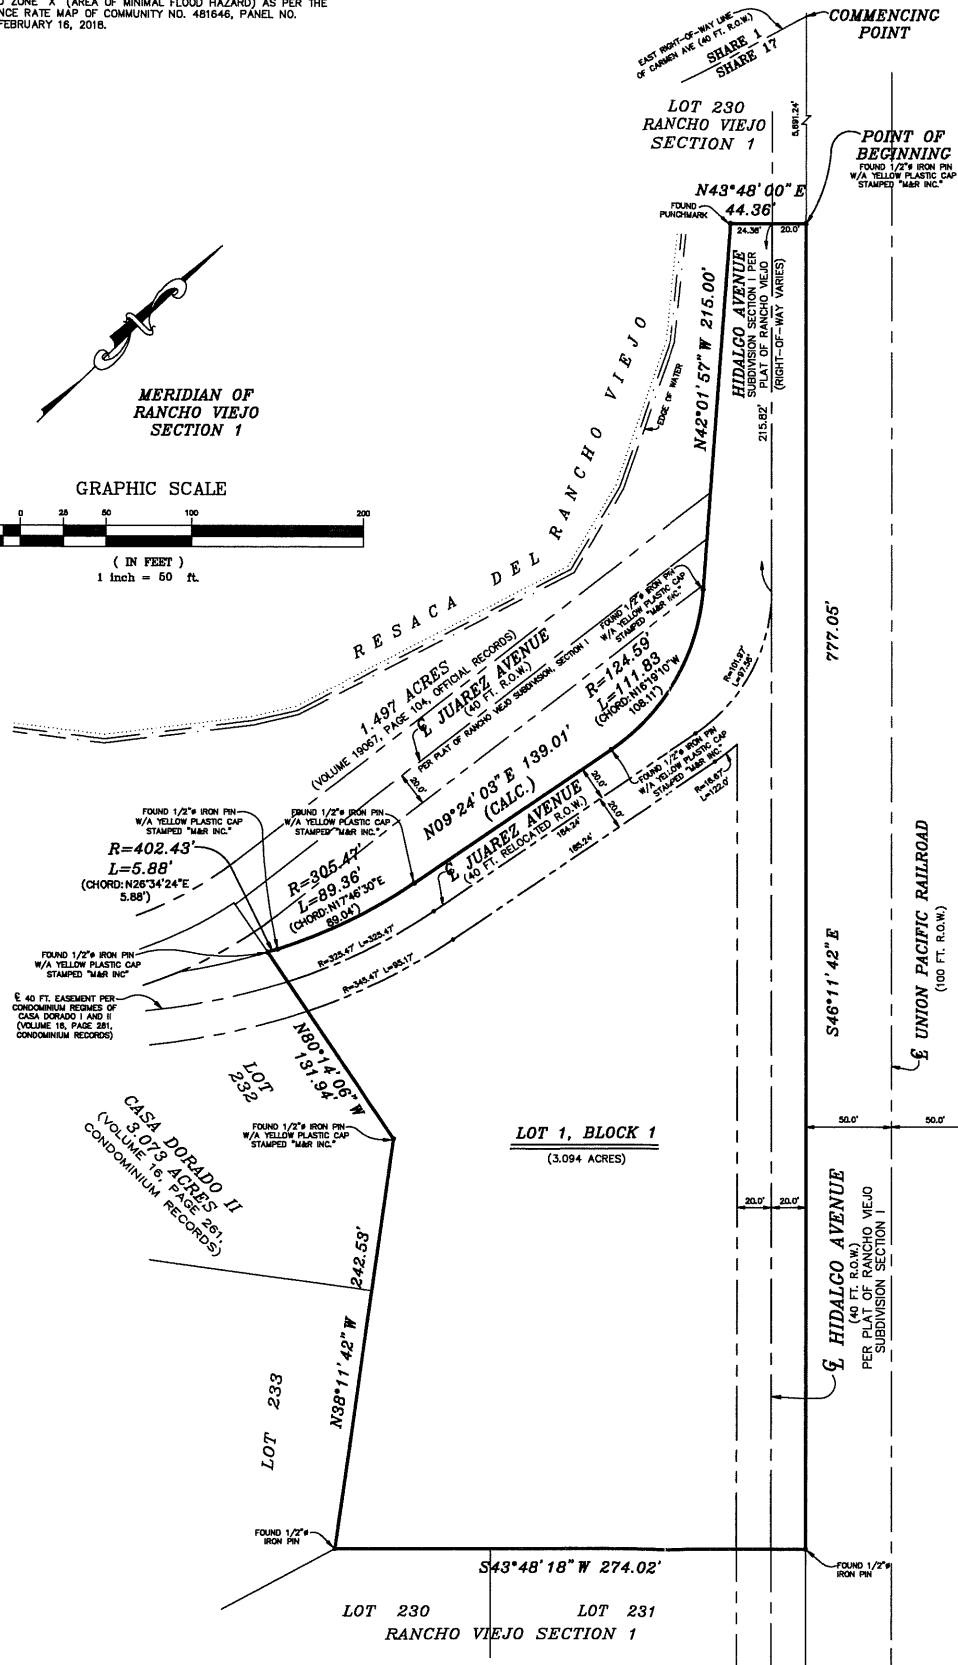 D ZONE "X" (AREA OF MINIMAL FLOOD HAZARD) AS PER THE
NCE RATE MAP OF COMMUNITY NO. 481646, PANEL NO.
FEBRUARY 16, 2018.
COMMENCING
POINT
EAST RIGHT-OF-WAY LINE
OF CARMEN AVE (40 FT. R.O.W.)
SHARE 1
SHARE 17
LOT 230
RANCHO VIEJO
SECTION 1
5,691.24'
POINT OF
BEGINNING
FOUND 1/2"ø IRON PIN
W/A YELLOW PLASTIC CAP
STAMPED "M&R INC."
N43°48'00"E
44.36'
FOUND
PUNCHMARK
24.36'
20.0'
HIDALGO AVENUE
SUBDIVISION SECTION I PER
PLAT OF RANCHO VIEJO
(RIGHT-OF-WAY VARIES)
215.82'
N42°01'57"W 215.00'
EDGE OF WATER
MERIDIAN OF
RANCHO VIEJO
SECTION 1
GRAPHIC SCALE
0 25 50 100 200
( IN FEET )
1 inch = 50 ft.
RESACA DEL RANCHO VIEJO
1.497 ACRES
(VOLUME 19067, PAGE 104, OFFICIAL RECORDS)
℄ JUAREZ AVENUE
(40 FT. R.O.W.)
PER PLAT OF RANCHO VIEJO SUBDIVISION, SECTION I
20.0'
FOUND 1/2"ø IRON PIN
W/A YELLOW PLASTIC CAP
STAMPED "M&R INC."
R=124.59'
L=111.83
(CHORD:N16°19'10"W
108.11')
R=101.97'
L=97.56'
777.05'
N09°24'03"E 139.01'
(CALC.)
FOUND 1/2"ø IRON PIN
W/A YELLOW PLASTIC CAP
STAMPED "M&R INC."
R=16.67'
L=122.0'
20.0'
20.0'
℄ JUAREZ AVENUE
(40 FT. RELOCATED R.O.W.)
184.24'
185.24'
FOUND 1/2"ø IRON PIN
W/A YELLOW PLASTIC CAP
STAMPED "M&R INC."
FOUND 1/2"ø IRON PIN
W/A YELLOW PLASTIC CAP
STAMPED "M&R INC."
R=402.43'
L=5.88'
(CHORD:N26°34'24"E
5.88')
R=305.47'
L=89.36'
(CHORD:N17°46'30"E
89.04')
R=325.47' L=325.47'
R=345.47' L=95.17'
FOUND 1/2"ø IRON PIN
W/A YELLOW PLASTIC CAP
STAMPED "M&R INC"
℄ 40 FT. EASEMENT PER
CONDOMINIUM REGIMES OF
CASA DORADO I AND II
(VOLUME 16, PAGE 261,
CONDOMINIUM RECORDS)
N80°14'06"W
131.94'
LOT
232
FOUND 1/2"ø IRON PIN
W/A YELLOW PLASTIC CAP
STAMPED "M&R INC."
CASA DORADO II
3.073 ACRES
(VOLUME 16, PAGE 261,
CONDOMINIUM RECORDS)
LOT 1, BLOCK 1
(3.094 ACRES)
S46°11'42"E
℄ UNION PACIFIC RAILROAD
(100 FT. R.O.W.)
50.0'
50.0'
20.0'
20.0'
℄ HIDALGO AVENUE
(40 FT. R.O.W.)
PER PLAT OF RANCHO VIEJO
SUBDIVISION SECTION I
N38°11'42"W 242.53'
LOT 233
FOUND 1/2"ø
IRON PIN
S43°48'18"W 274.02'
FOUND 1/2"ø
IRON PIN
LOT 230
LOT 231
RANCHO VIEJO SECTION 1